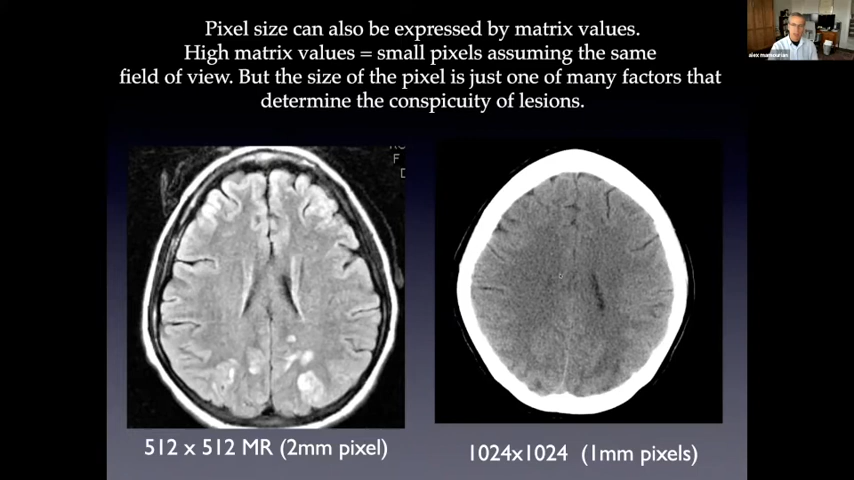 Pixel size can also be expressed by matrix values.
High matrix values = small pixels assuming the same
field of view. But the size of the pixel is just one of many factors that
determine the conspicuity of lesions.
alex mamourian
F
512 x 512 MR (2mm pixel)
1024x1024 (1mm pixels)